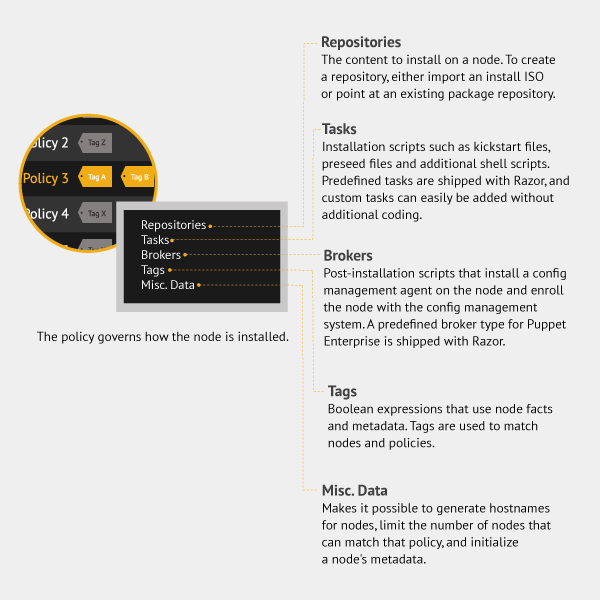 Policy 2
Tag Z
Policy 3
Tag A
Tag B
Policy 4
Tag X
Repositories
Tasks
Brokers
Tags
Misc. Data
The policy governs how the node is installed.
Repositories
The content to install on a node. To create
a repository, either import an install ISO
or point at an existing package repository.
Tasks
Installation scripts such as kickstart files,
preseed files and additional shell scripts.
Predefined tasks are shipped with Razor, and
custom tasks can easily be added without
additional coding.
Brokers
Post-installation scripts that install a config
management agent on the node and enroll
the node with the config management
system. A predefined broker type for Puppet
Enterprise is shipped with Razor.
Tags
Boolean expressions that use node facts
and metadata. Tags are used to match
nodes and policies.
Misc. Data
Makes it possible to generate hostnames
for nodes, limit the number of nodes that
can match that policy, and initialize
a node's metadata.